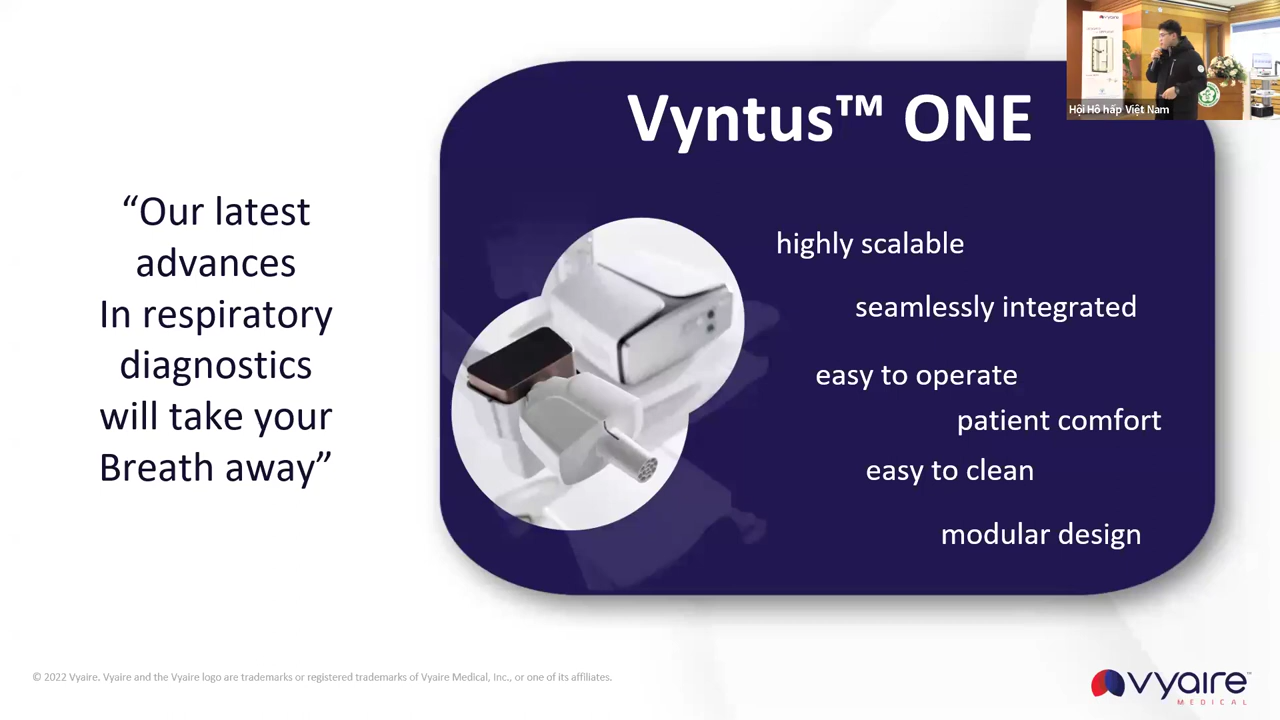 Vyntus™ ONE
Hội Hô hấp Việt Nam
vyaire
“Our latest
advances
In respiratory
diagnostics
will take your
Breath away”
highly scalable
seamlessly integrated
easy to operate
patient comfort
easy to clean
modular design
© 2022 Vyaire. Vyaire and the Vyaire logo are trademarks or registered trademarks of Vyaire Medical, Inc., or one of its affiliates.
vyaire™
MEDICAL